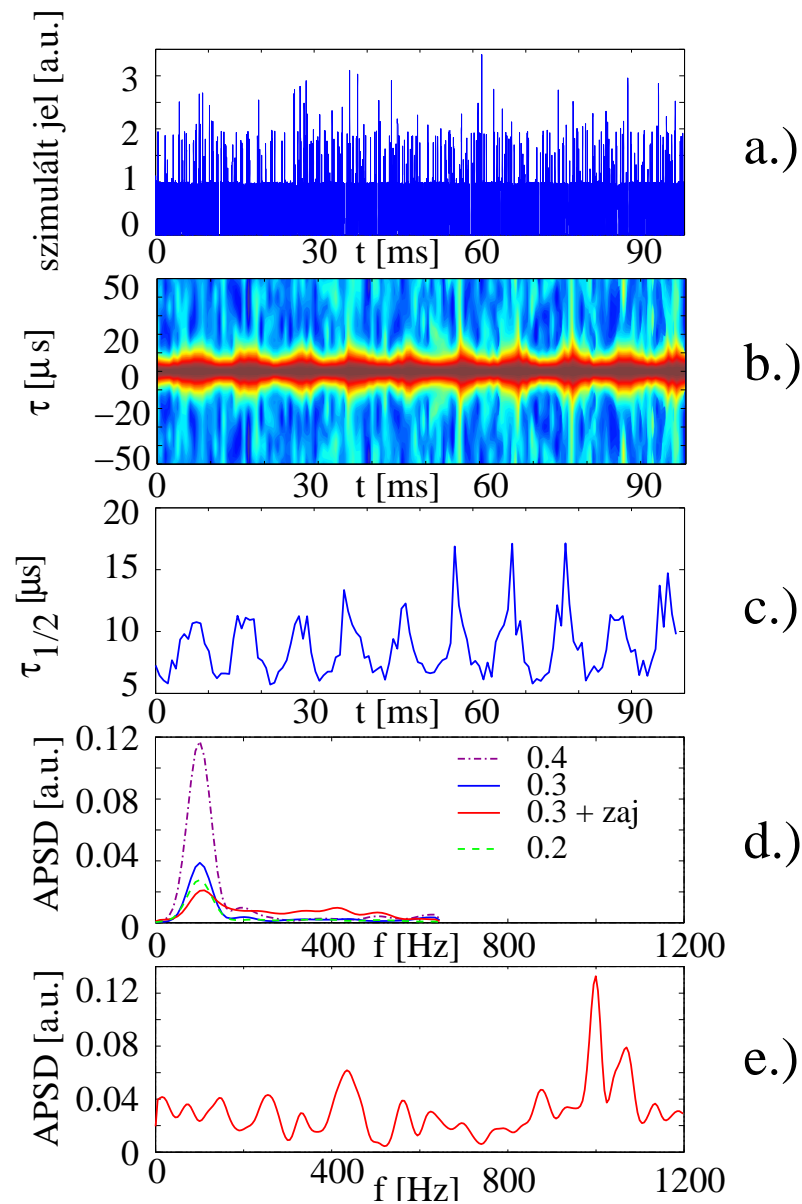 szimulált jel [a.u.]
3
2
1
0
0 30 t [ms] 60 90
a.)
τ [μ s]
50
20
0
−20
−50
0 30 t [ms] 60 90
b.)
τ1/2 [μs]
20
15
10
5
0 30 t [ms] 60 90
c.)
APSD [a.u.]
0.12
0.08
0.04
0
0.4
0.3
0.3 + zaj
0.2
0 400 f [Hz] 800 1200
d.)
APSD [a.u.]
0.12
0.08
0.04
0
0 400 f [Hz] 800 1200
e.)